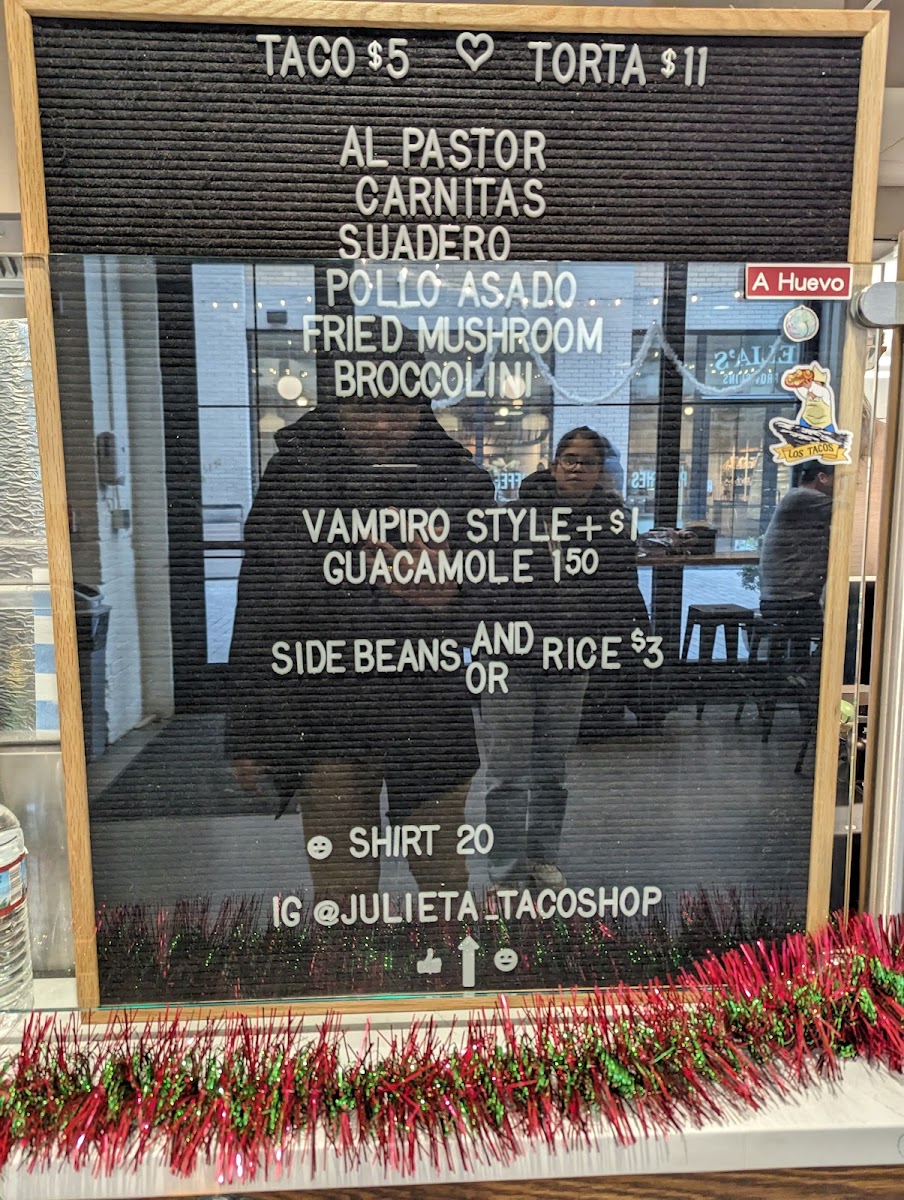 TACO $5 ♡ TORTA $11
AL PASTOR
CARNITAS
SUADERO
POLLO ASADO
A Huevo
FRIED MUSHROOM
BROCCOLINI
LOS TACOS
VAMPIRO STYLE + $1
GUACAMOLE 1 50
SIDE BEANS AND OR RICE $3
SHIRT 20
IG @JULIETA_TACOSHOP